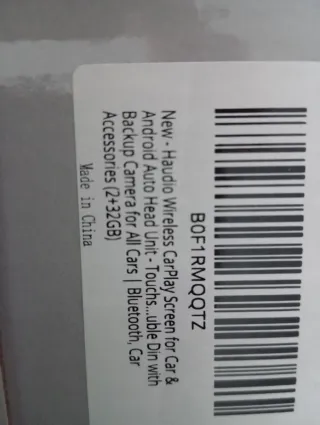 B0F1RMQQTZ
New - Haudio Wireless CarPlay Screen for Car &
Android Auto Head Unit - Touchs...uble Din with
Backup Camera for All Cars | Bluetooth, Car
Accessories (2+32GB)
Made in China